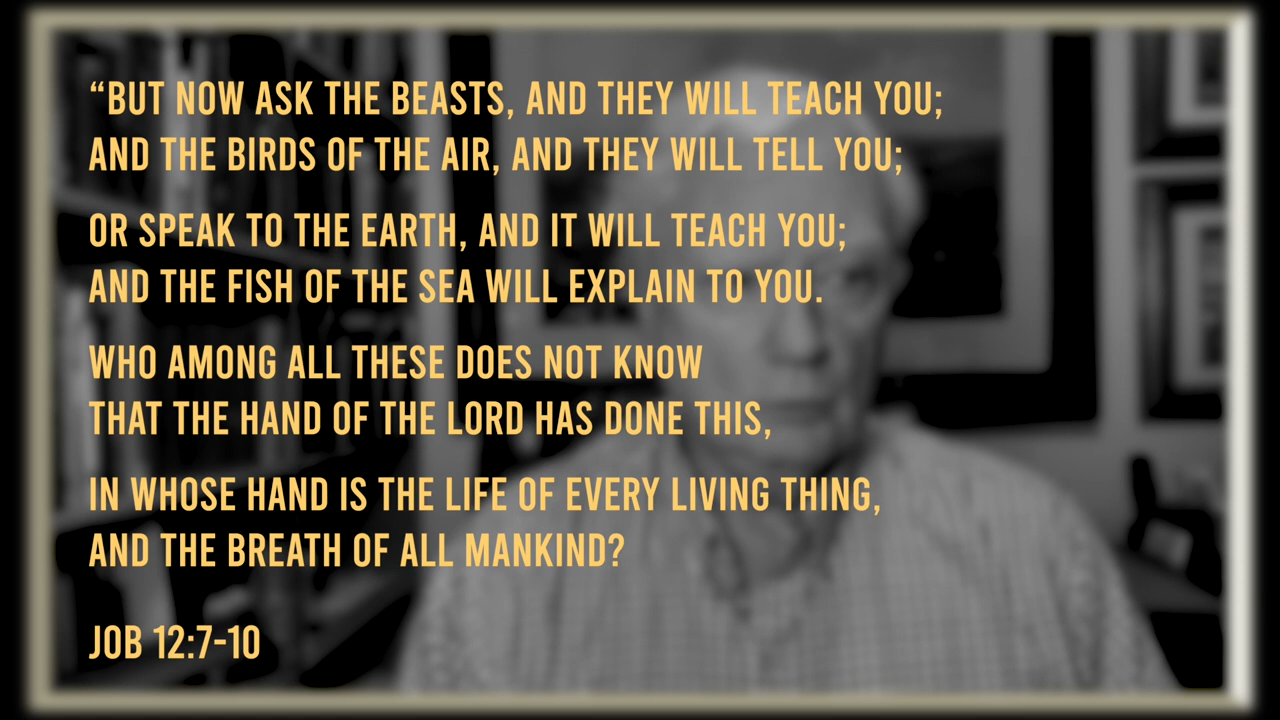 “BUT NOW ASK THE BEASTS, AND THEY WILL TEACH YOU;
AND THE BIRDS OF THE AIR, AND THEY WILL TELL YOU;
OR SPEAK TO THE EARTH, AND IT WILL TEACH YOU;
AND THE FISH OF THE SEA WILL EXPLAIN TO YOU.
WHO AMONG ALL THESE DOES NOT KNOW
THAT THE HAND OF THE LORD HAS DONE THIS,
IN WHOSE HAND IS THE LIFE OF EVERY LIVING THING,
AND THE BREATH OF ALL MANKIND?
JOB 12:7-10